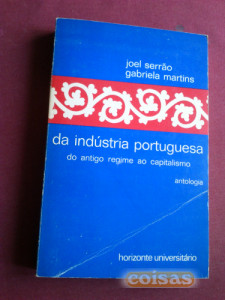 joel serrão
gabriela martins
da indústria portuguesa
do antigo regime ao capitalismo
antologia
horizonte universitário
coisas